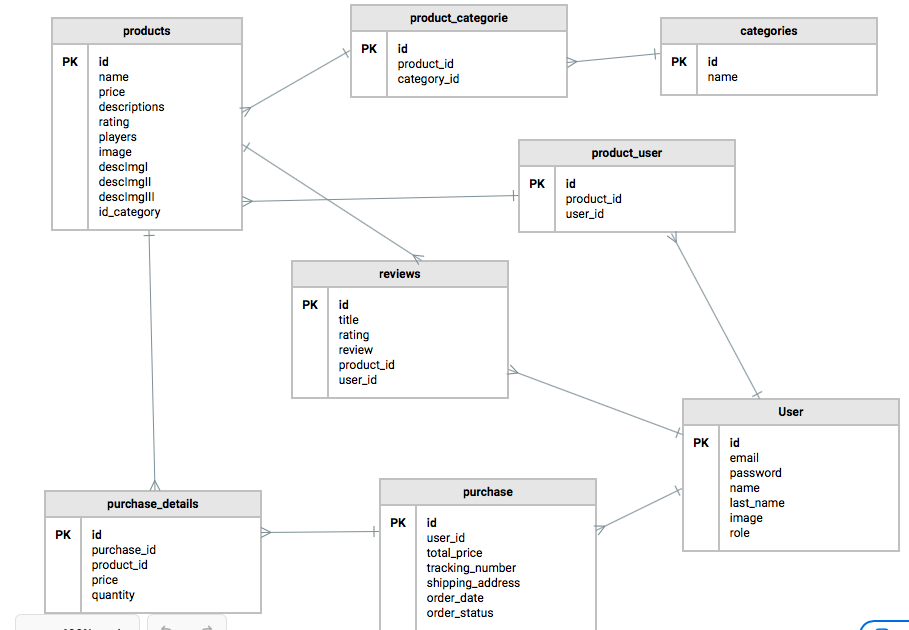 products
PK id
name
price
descriptions
rating
players
image
descImgI
descImgII
descImgIII
id_category
product_categorie
PK id
product_id
category_id
categories
PK id
name
product_user
PK id
product_id
user_id
reviews
PK id
title
rating
review
product_id
user_id
User
PK id
email
password
name
last_name
image
role
purchase_details
PK id
purchase_id
product_id
price
quantity
purchase
PK id
user_id
total_price
tracking_number
shipping_address
order_date
order_status